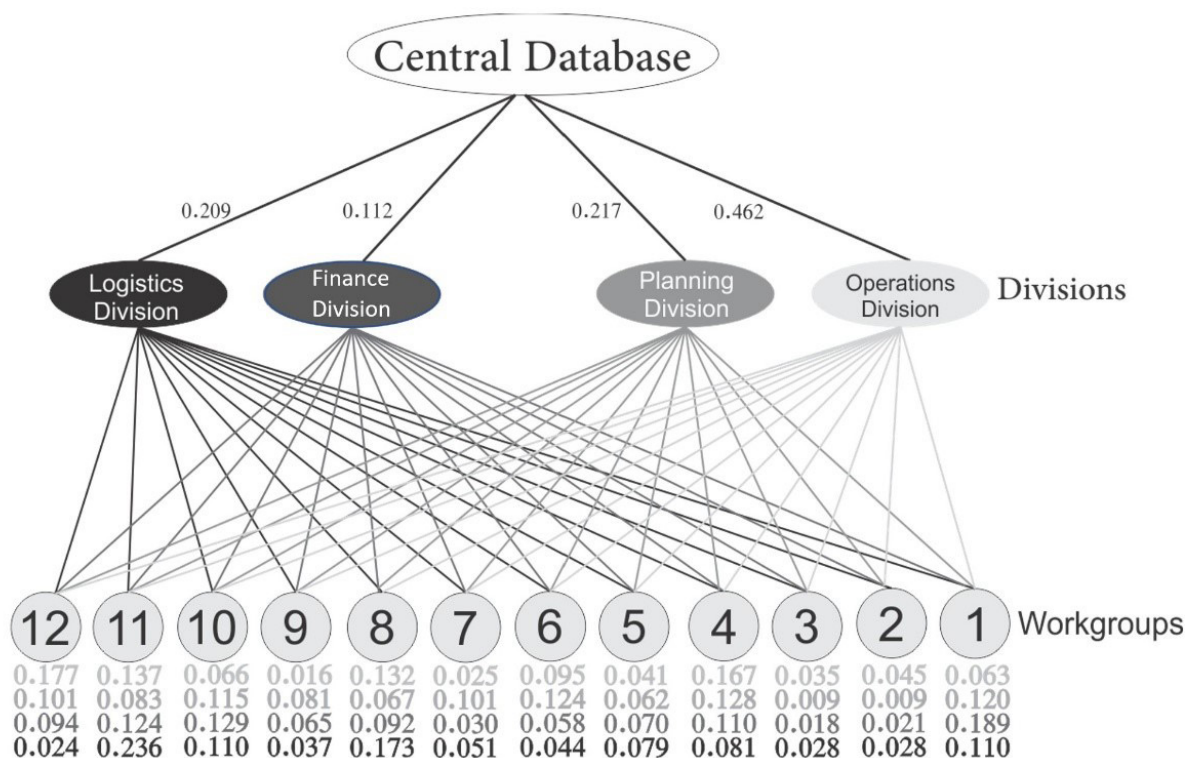 Central Database
0.209 0.112 0.217 0.462
Logistics Division
Finance Division
Planning Division
Operations Division
Divisions
12 11 10 9 8 7 6 5 4 3 2 1 Workgroups
0.177 0.137 0.066 0.016 0.132 0.025 0.095 0.041 0.167 0.035 0.045 0.063
0.101 0.083 0.115 0.081 0.067 0.101 0.124 0.062 0.128 0.009 0.009 0.120
0.094 0.124 0.129 0.065 0.092 0.030 0.058 0.070 0.110 0.018 0.021 0.189
0.024 0.236 0.110 0.037 0.173 0.051 0.044 0.079 0.081 0.028 0.028 0.110